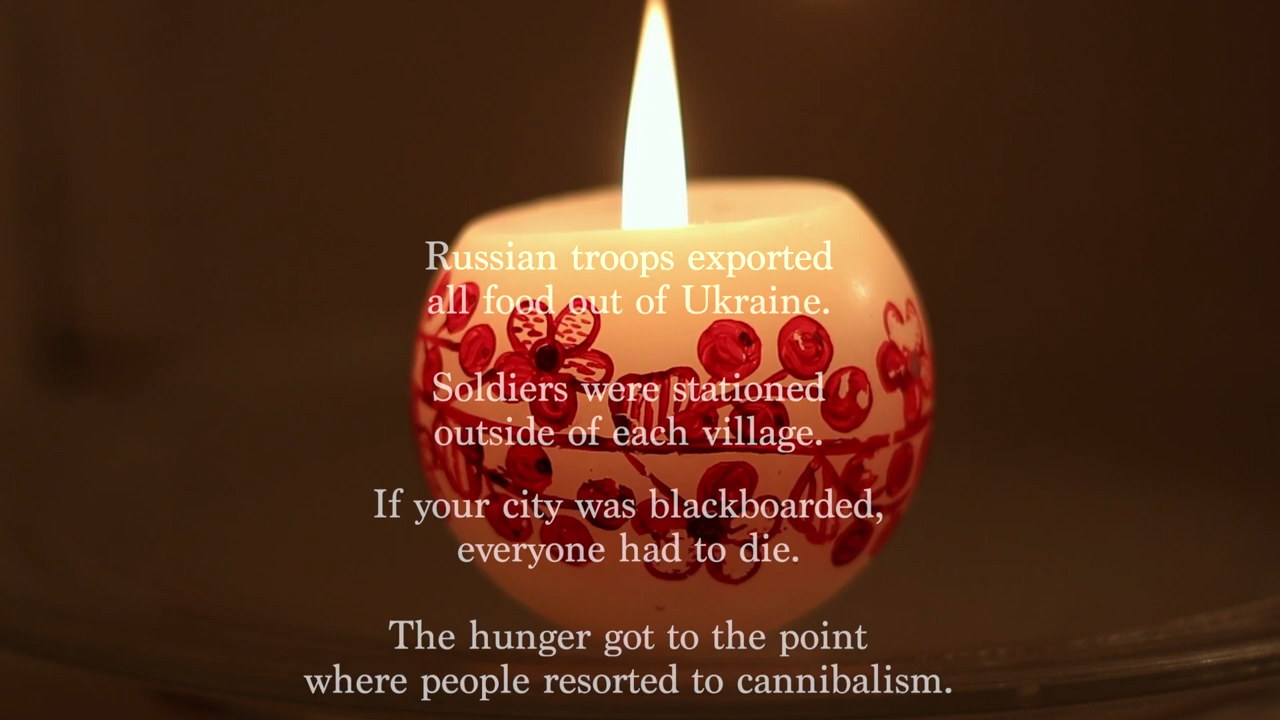 Russian troops exported
all food out of Ukraine.
Soldiers were stationed
outside of each village.
If your city was blackboarded,
everyone had to die.
The hunger got to the point
where people resorted to cannibalism.